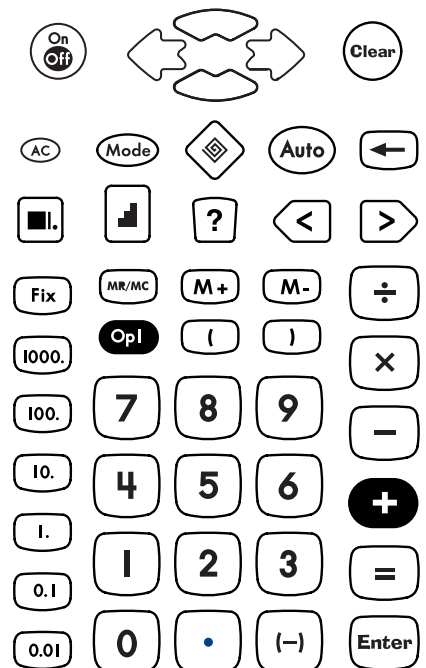 On
Off
Clear
AC Mode Auto ←
■I. ? < >
Fix MR/MC M+ M- ÷
Op1 ( )
1000. ×
7 8 9
100. −
10. 4 5 6
+
1.
1 2 3 =
0.1
0.01 0 . (−) Enter